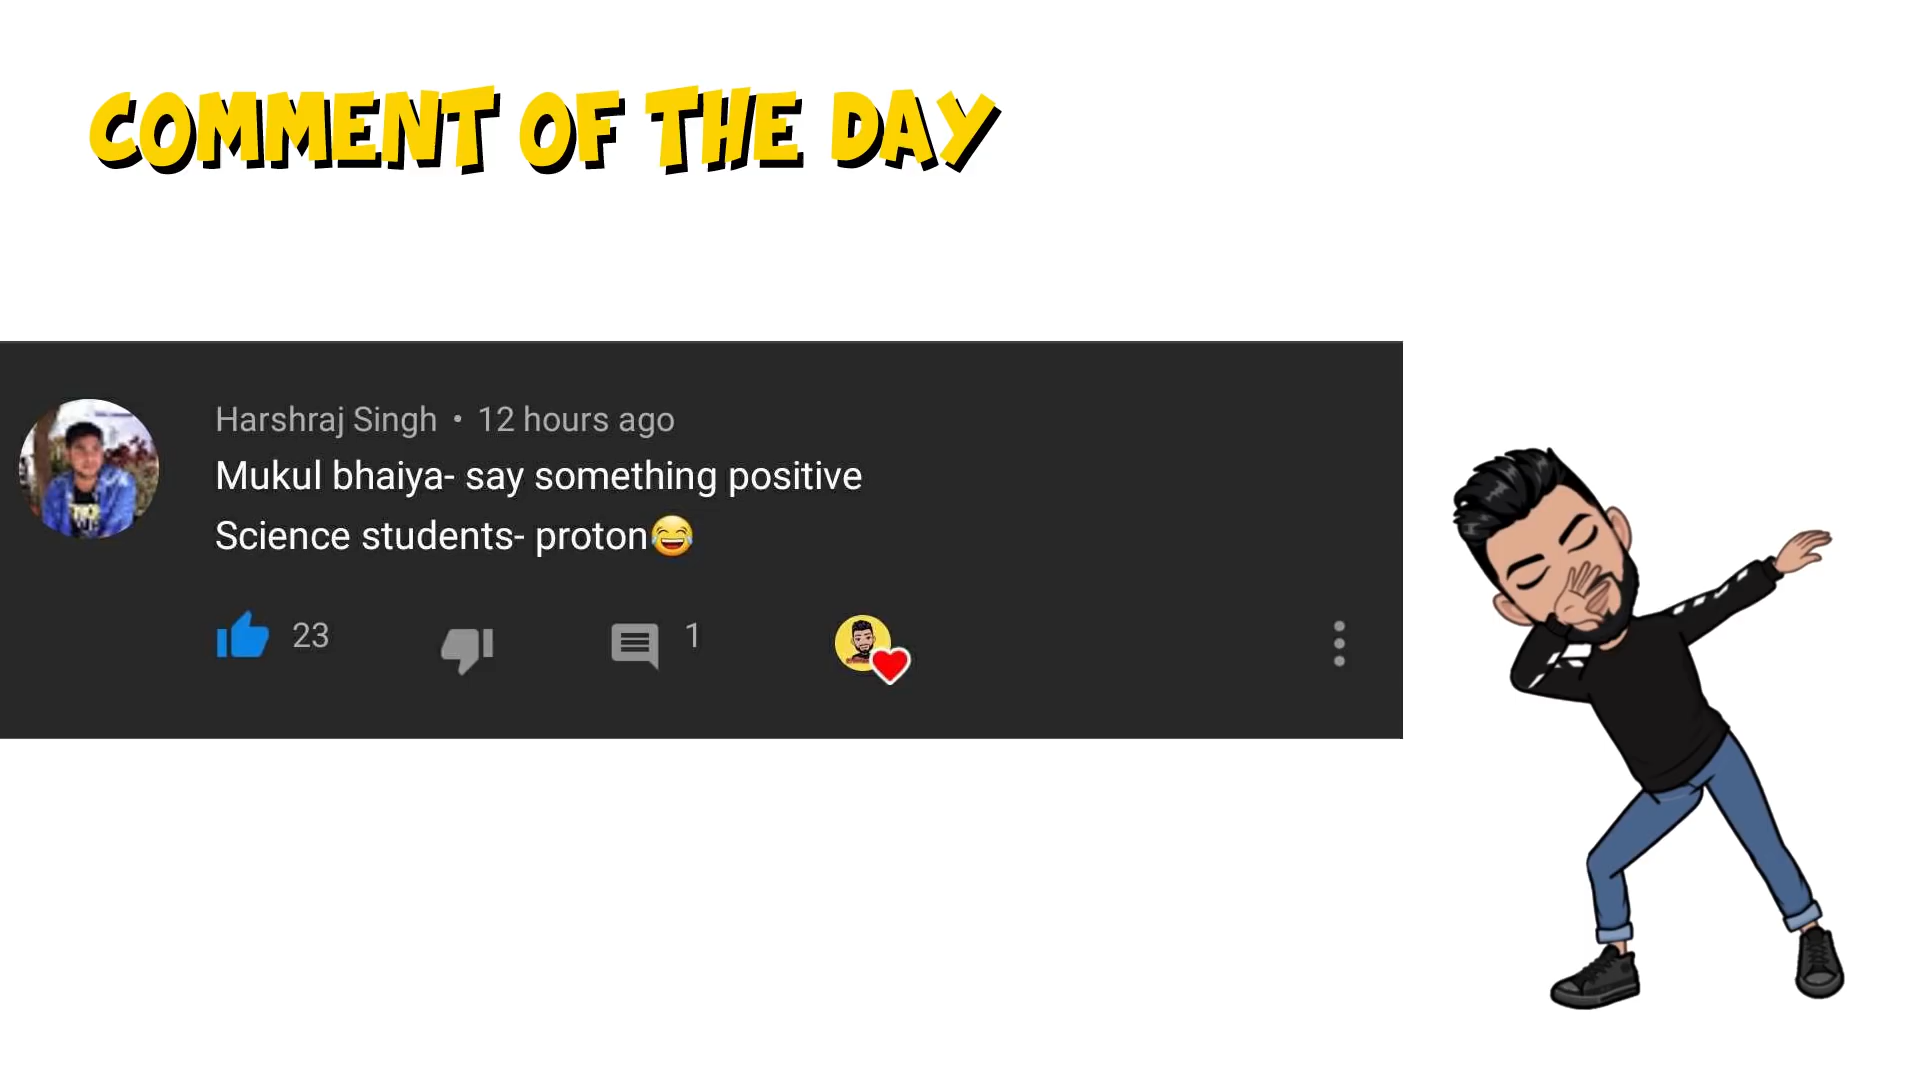 COMMENT OF THE DAY
Harshraj Singh • 12 hours ago
Mukul bhaiya- say something positive
Science students- proton😂
23
1